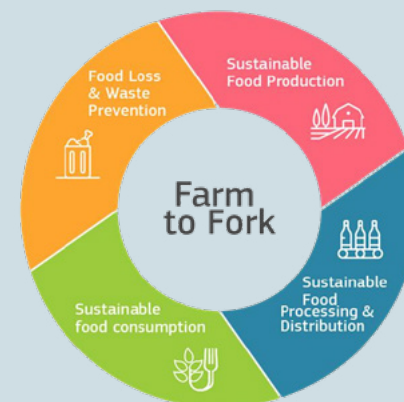 Food Loss
& Waste
Prevention
Sustainable
Food Production
Farm
to Fork
Sustainable
Food
Processing &
Distribution
Sustainable
food consumption